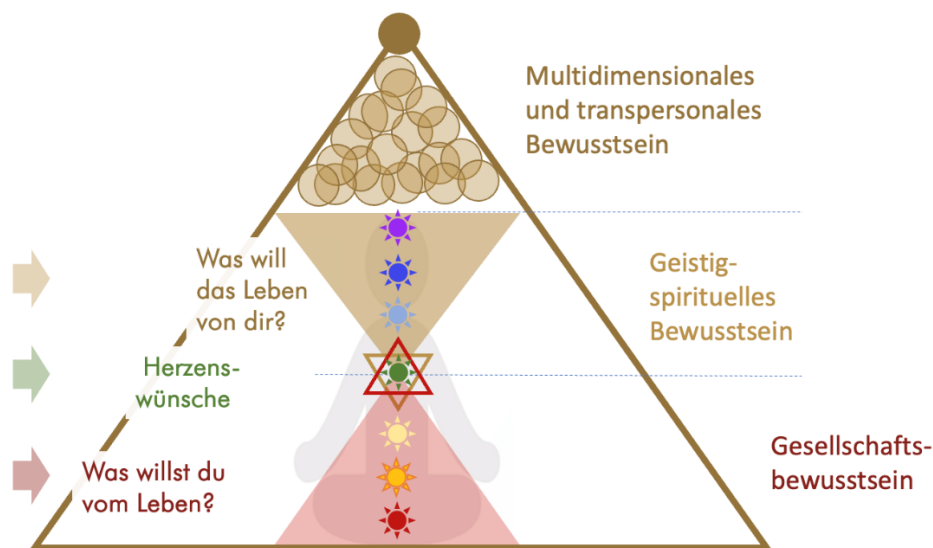 Multidimensionales
und transpersonales
Bewusstsein
Was will
das Leben
von dir?
Geistig-
spirituelles
Bewusstsein
Herzens-
wünsche
Was willst du
vom Leben?
Gesellschafts-
bewusstsein